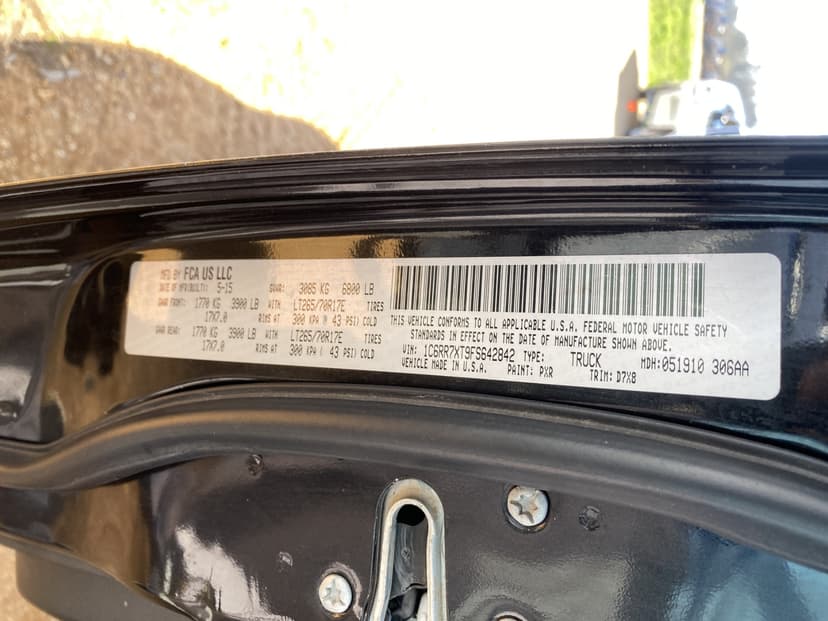 MFD BY FCA US LLC
DATE OF MFR(BUILT): 5-15 GVWR: 3085 KG 6800 LB
GAWR FRONT: 1770 KG 3900 LB WITH LT265/70R17E TIRES
17X7.0 RIMS AT 300 KPA ( 43 PSI) COLD
GAWR REAR: 1770 KG 3900 LB WITH LT265/70R17E TIRES
17X7.0 RIMS AT 300 KPA ( 43 PSI) COLD
THIS VEHICLE CONFORMS TO ALL APPLICABLE U.S.A. FEDERAL MOTOR VEHICLE SAFETY
STANDARDS IN EFFECT ON THE DATE OF MANUFACTURE SHOWN ABOVE.
VIN: 1C6RR7XT9FS642842 TYPE: TRUCK MDH:051910 306AA
VEHICLE MADE IN U.S.A. PAINT: PXR TRIM: D7X8